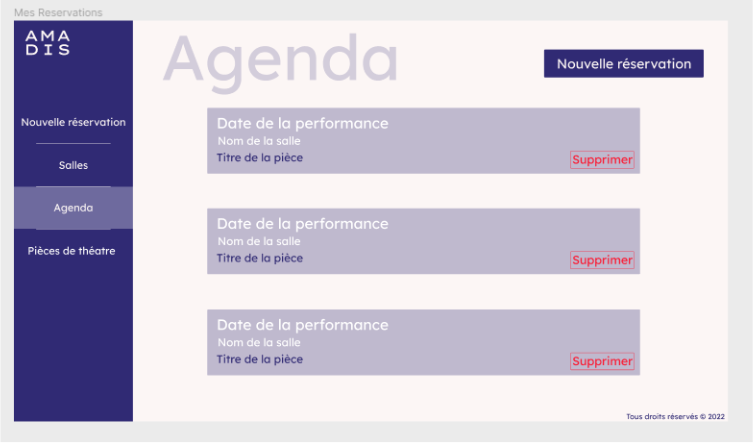 Mes Reservations
AMA
DIS
Nouvelle réservation
Salles
Agenda
Pièces de théatre
Agenda
Nouvelle réservation
Date de la performance
Nom de la salle
Titre de la pièce
Supprimer
Date de la performance
Nom de la salle
Titre de la pièce
Supprimer
Date de la performance
Nom de la salle
Titre de la pièce
Supprimer
Tous droits réservés © 2022